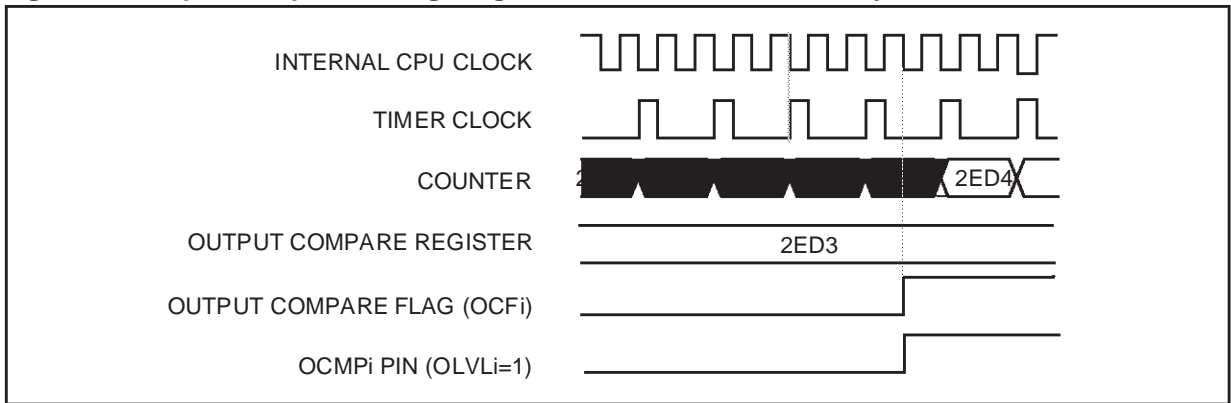 INTERNAL CPU CLOCK
TIMER CLOCK
COUNTER
2ED4
OUTPUT COMPARE REGISTER
2ED3
OUTPUT COMPARE FLAG (OCFi)
OCMPi PIN (OLVLi=1)